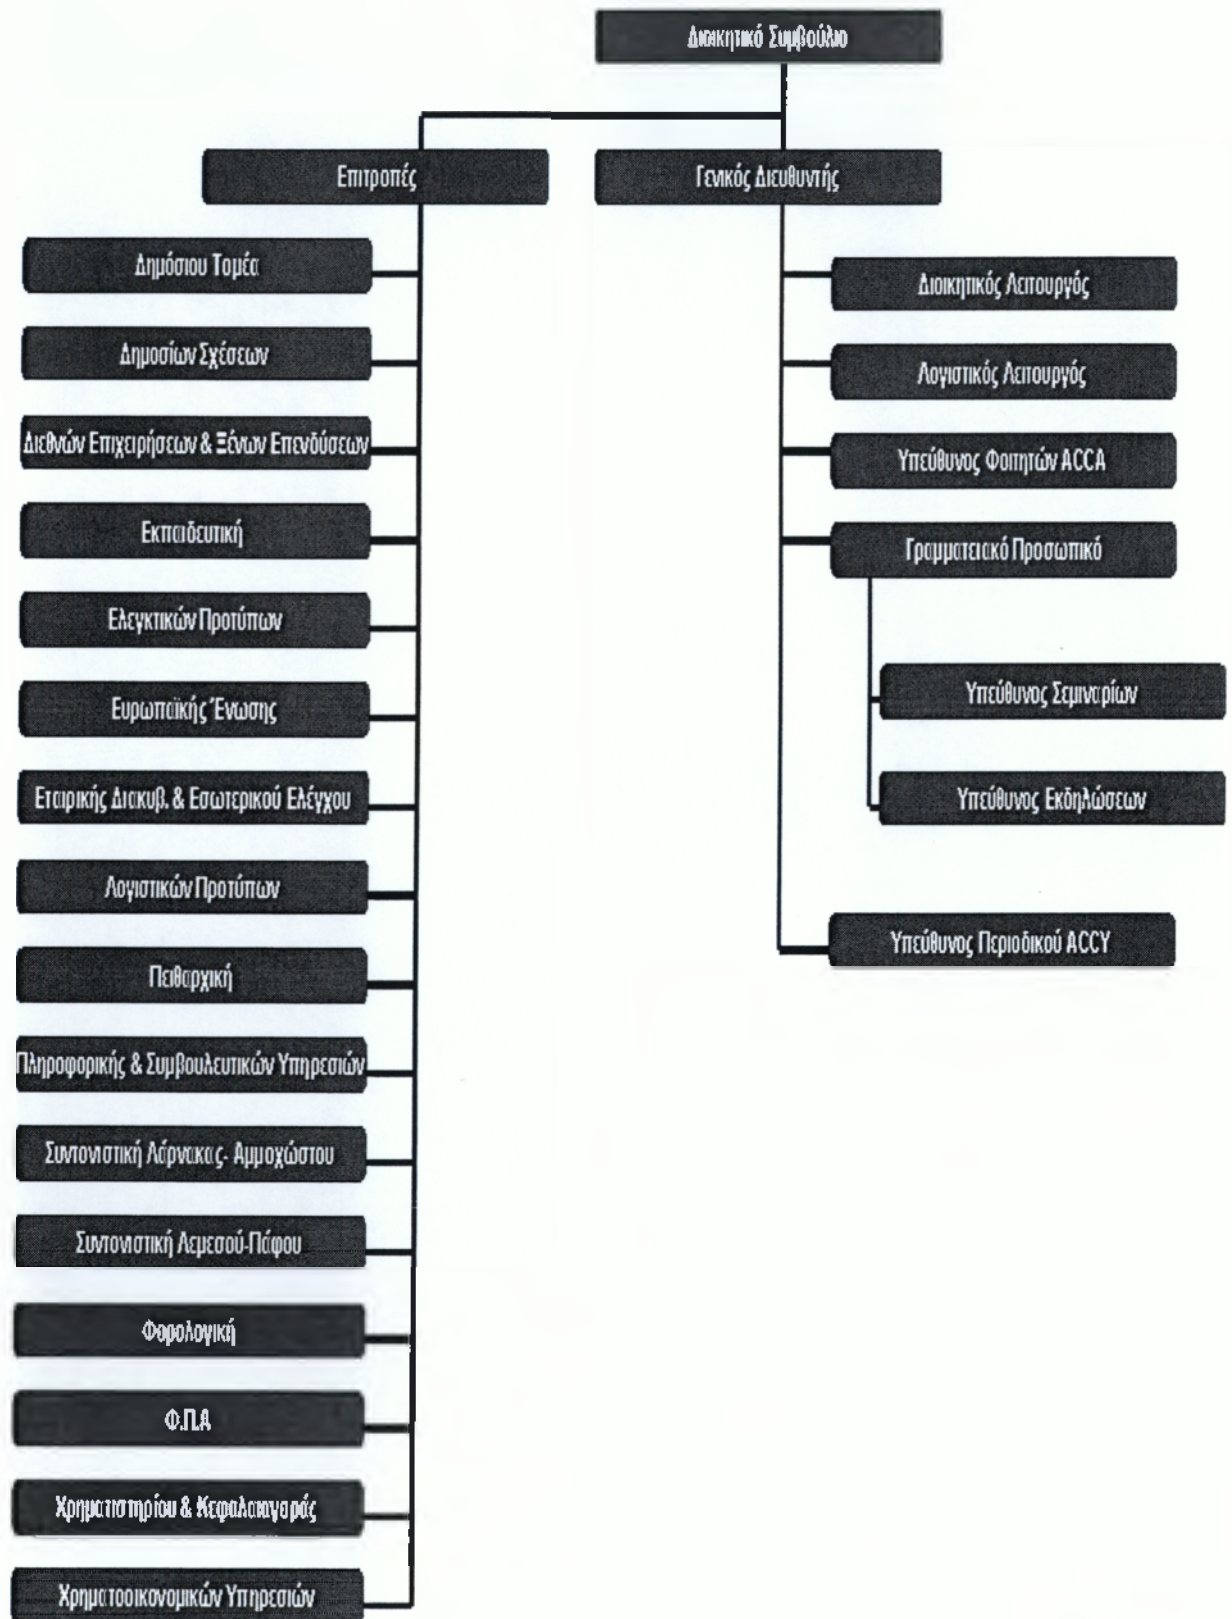 Διοικητικό Συμβούλιο
Επιτροπές
Γενικός Διευθυντής
Δημόσιου Τομέα
Δημοσίων Σχέσεων
Διεθνών Επιχειρήσεων & Ξένων Επενδύσεων
Εκπαιδευτική
Ελεγκτικών Προτύπων
Ευρωπαϊκής Ένωσης
Εταιρικής Διακυβ. & Εσωτερικού Ελέγχου
Λογιστικών Προτύπων
Πειθαρχική
Πληροφορικής & Συμβουλευτικών Υπηρεσιών
Συντονιστική Λάρνακας- Αμμοχώστου
Συντονιστική Λεμεσού-Πάφου
Φορολογική
Φ.Π.Α
Χρηματιστηρίου & Κεφαλαιαγοράς
Χρηματοοικονομικών Υπηρεσιών
Διοικητικός Λειτουργός
Λογιστικός Λειτουργός
Υπεύθυνος Φοιτητών ACCA
Γραμματειακό Προσωπικό
Υπεύθυνος Σεμιναρίων
Υπεύθυνος Εκδηλώσεων
Υπεύθυνος Περιοδικού ACCY